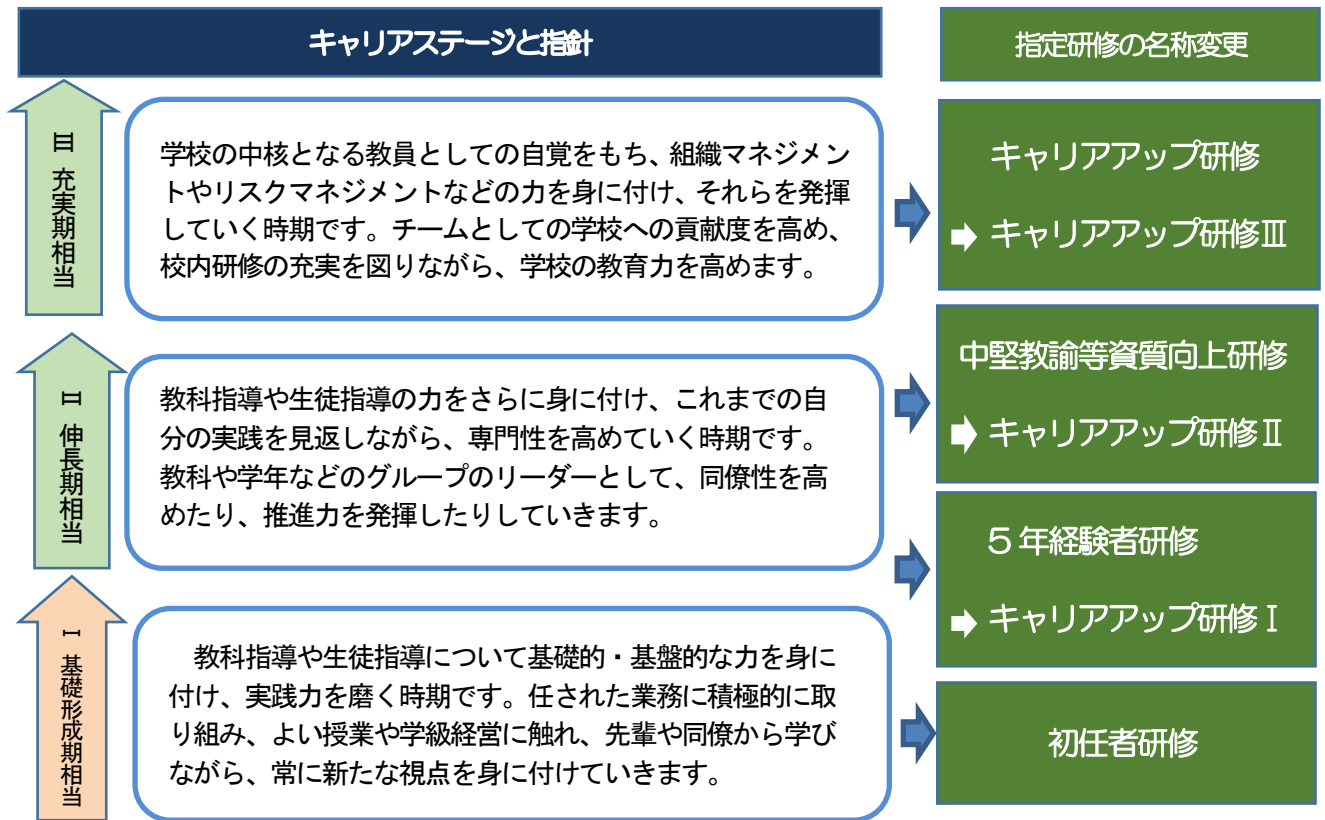 キャリアステージと指針
指定研修の名称変更
Ⅲ 充実期相当
学校の中核となる教員としての自覚をもち、組織マネジメン
トやリスクマネジメントなどの力を身に付け、それらを発揮
していく時期です。チームとしての学校への貢献度を高め、
校内研修の充実を図りながら、学校の教育力を高めます。
キャリアアップ研修
キャリアアップ研修Ⅲ
Ⅱ 伸長期相当
教科指導や生徒指導の力をさらに身に付け、これまでの自
分の実践を見返しながら、専門性を高めていく時期です。
教科や学年などのグループのリーダーとして、同僚性を高
めたり、推進力を発揮したりしていきます。
中堅教諭等資質向上研修
キャリアアップ研修Ⅱ
5年経験者研修
キャリアアップ研修Ⅰ
Ⅰ 基礎形成期相当
教科指導や生徒指導について基礎的・基盤的な力を身に
付け、実践力を磨く時期です。任された業務に積極的に取
り組み、よい授業や学級経営に触れ、先輩や同僚から学び
ながら、常に新たな視点を身に付けていきます。
初任者研修